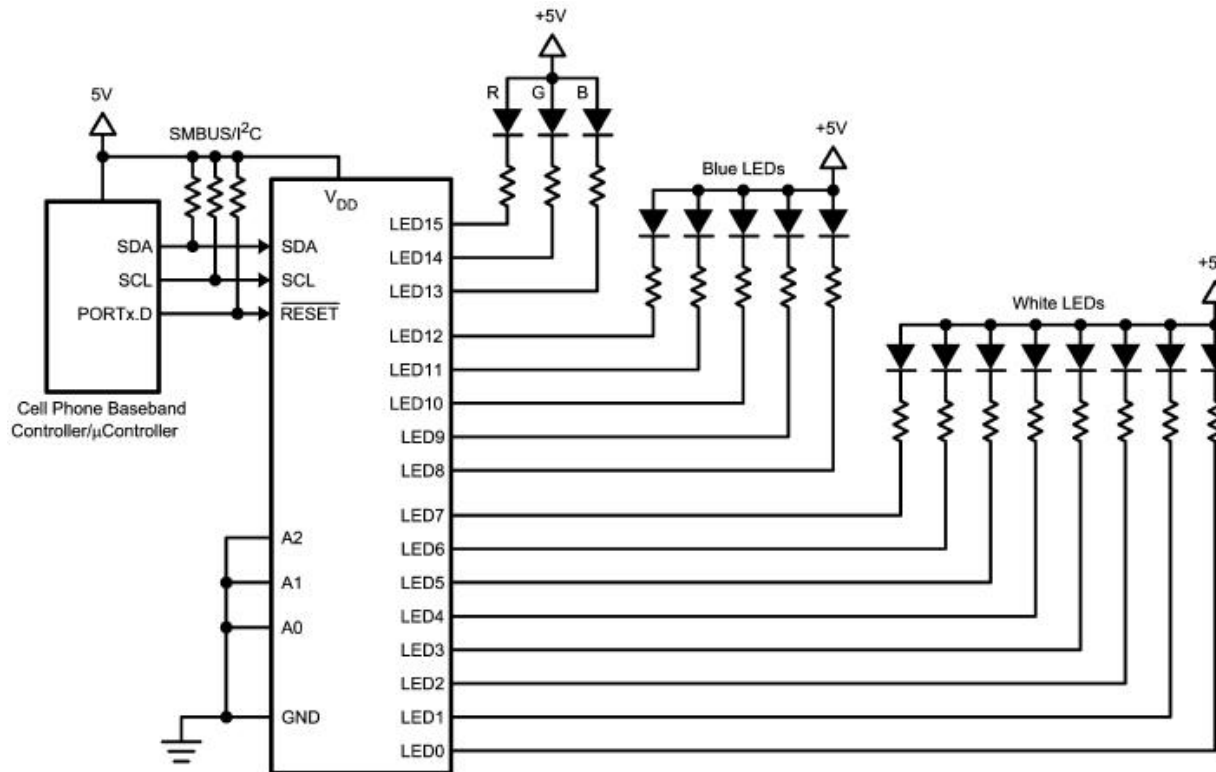 +5V
R G B
5V
SMBUS/I²C
+5V
Blue LEDs
V_DD
LED15
SDA SDA
LED14
+5
SCL SCL
LED13
PORTx.D RESET
White LEDs
LED12
LED11
LED10
Cell Phone Baseband
Controller/μController
LED9
LED8
LED7
A2
LED6
A1
LED5
LED4
A0
LED3
LED2
GND
LED1
LED0